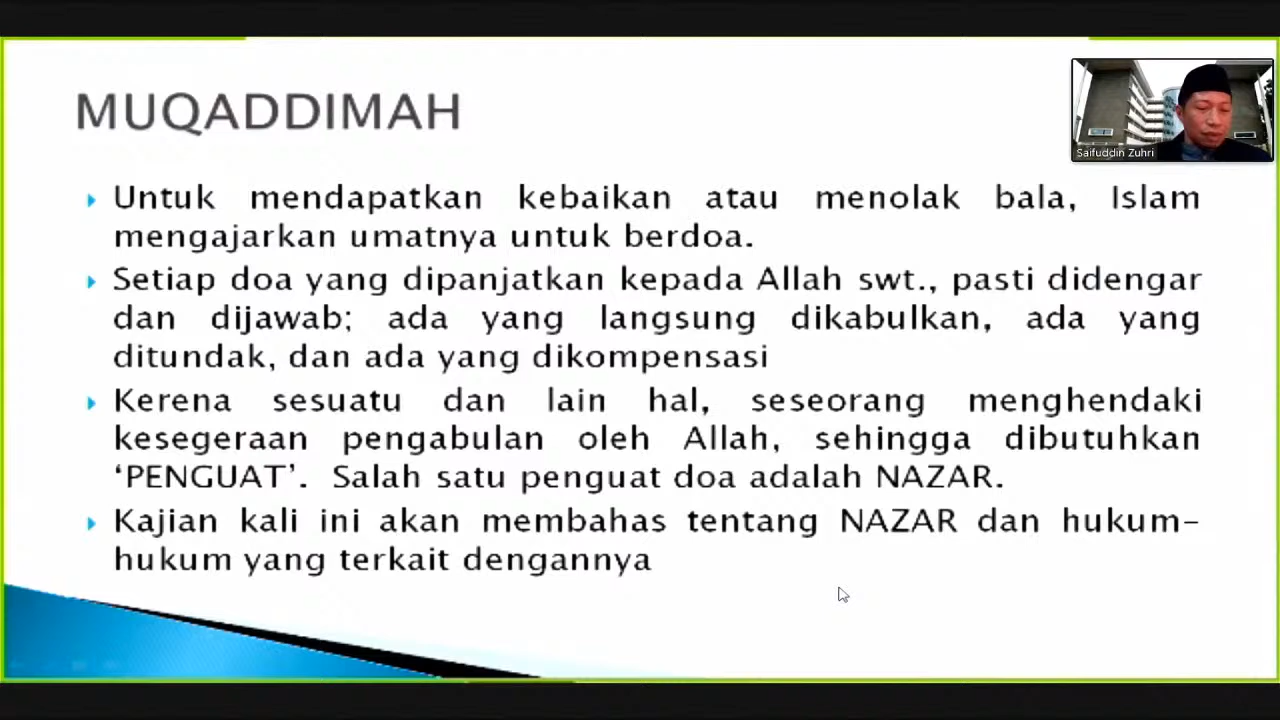 MUQADDIMAH
Saifuddin Zuhri
Untuk mendapatkan kebaikan atau menolak bala, Islam
mengajarkan umatnya untuk berdoa.
Setiap doa yang dipanjatkan kepada Allah swt., pasti didengar
dan dijawab; ada yang langsung dikabulkan, ada yang
ditundak, dan ada yang dikompensasi
Kerena sesuatu dan lain hal, seseorang menghendaki
kesegeraan pengabulan oleh Allah, sehingga dibutuhkan
‘PENGUAT’. Salah satu penguat doa adalah NAZAR.
Kajian kali ini akan membahas tentang NAZAR dan hukum-
hukum yang terkait dengannya